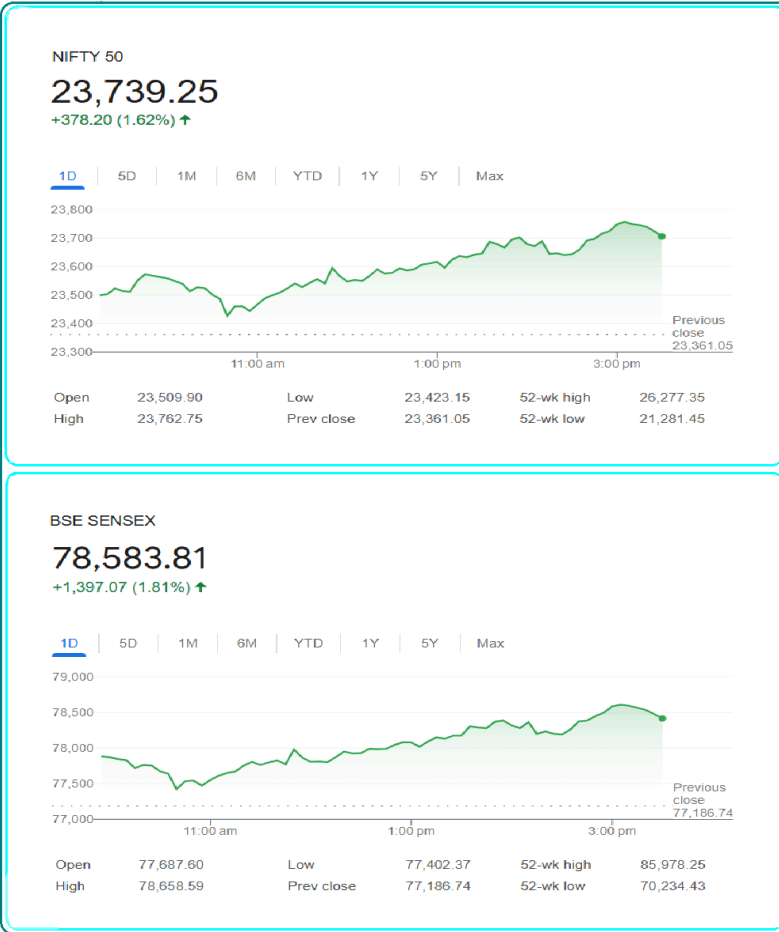 NIFTY 50
23,739.25
+378.20 (1.62%) ↑
1D 5D 1M 6M YTD 1Y 5Y Max
23,800
23,700
23,600
23,500
23,400
23,300
Previous
close
23,361.05
11:00 am 1:00 pm 3:00 pm
Open 23,509.90 Low 23,423.15 52-wk high 26,277.35
High 23,762.75 Prev close 23,361.05 52-wk low 21,281.45
BSE SENSEX
78,583.81
+1,397.07 (1.81%) ↑
1D 5D 1M 6M YTD 1Y 5Y Max
79,000
78,500
78,000
77,500
77,000
Previous
close
77,186.74
11:00 am 1:00 pm 3:00 pm
Open 77,687.60 Low 77,402.37 52-wk high 85,978.25
High 78,658.59 Prev close 77,186.74 52-wk low 70,234.43